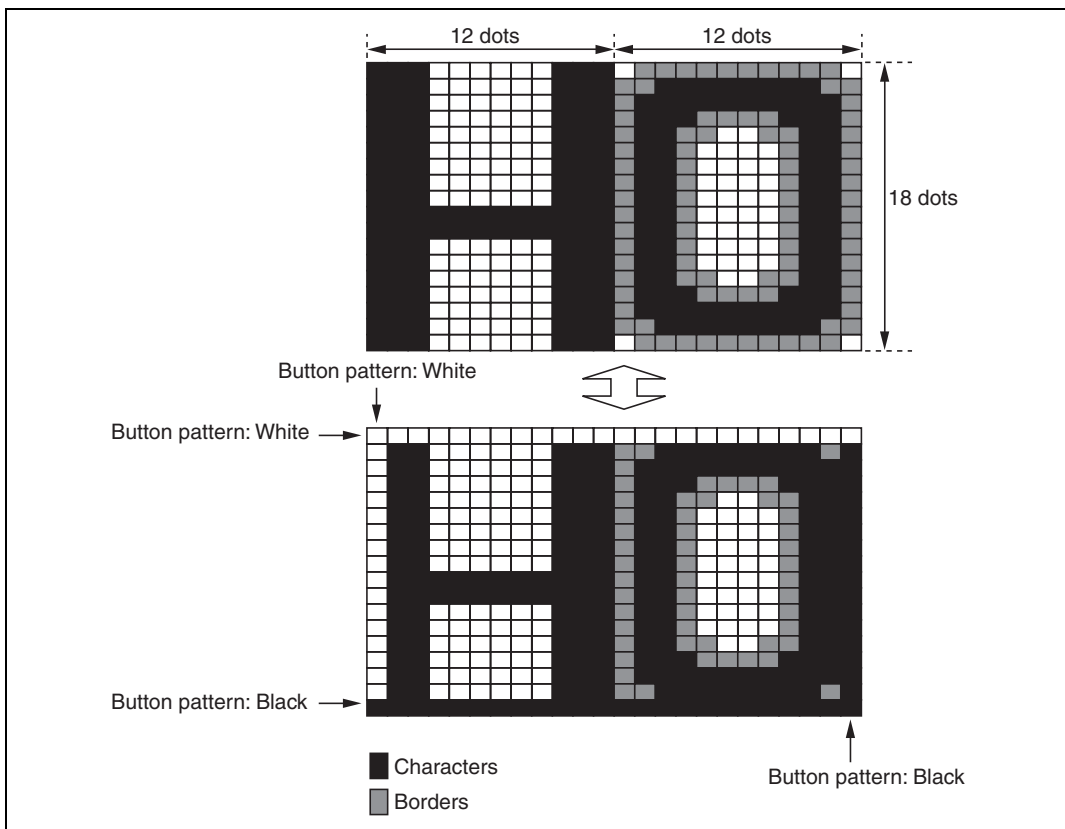 12 dots 12 dots
18 dots
Button pattern: White
Button pattern: White
Button pattern: Black
Characters
Button pattern: Black
Borders